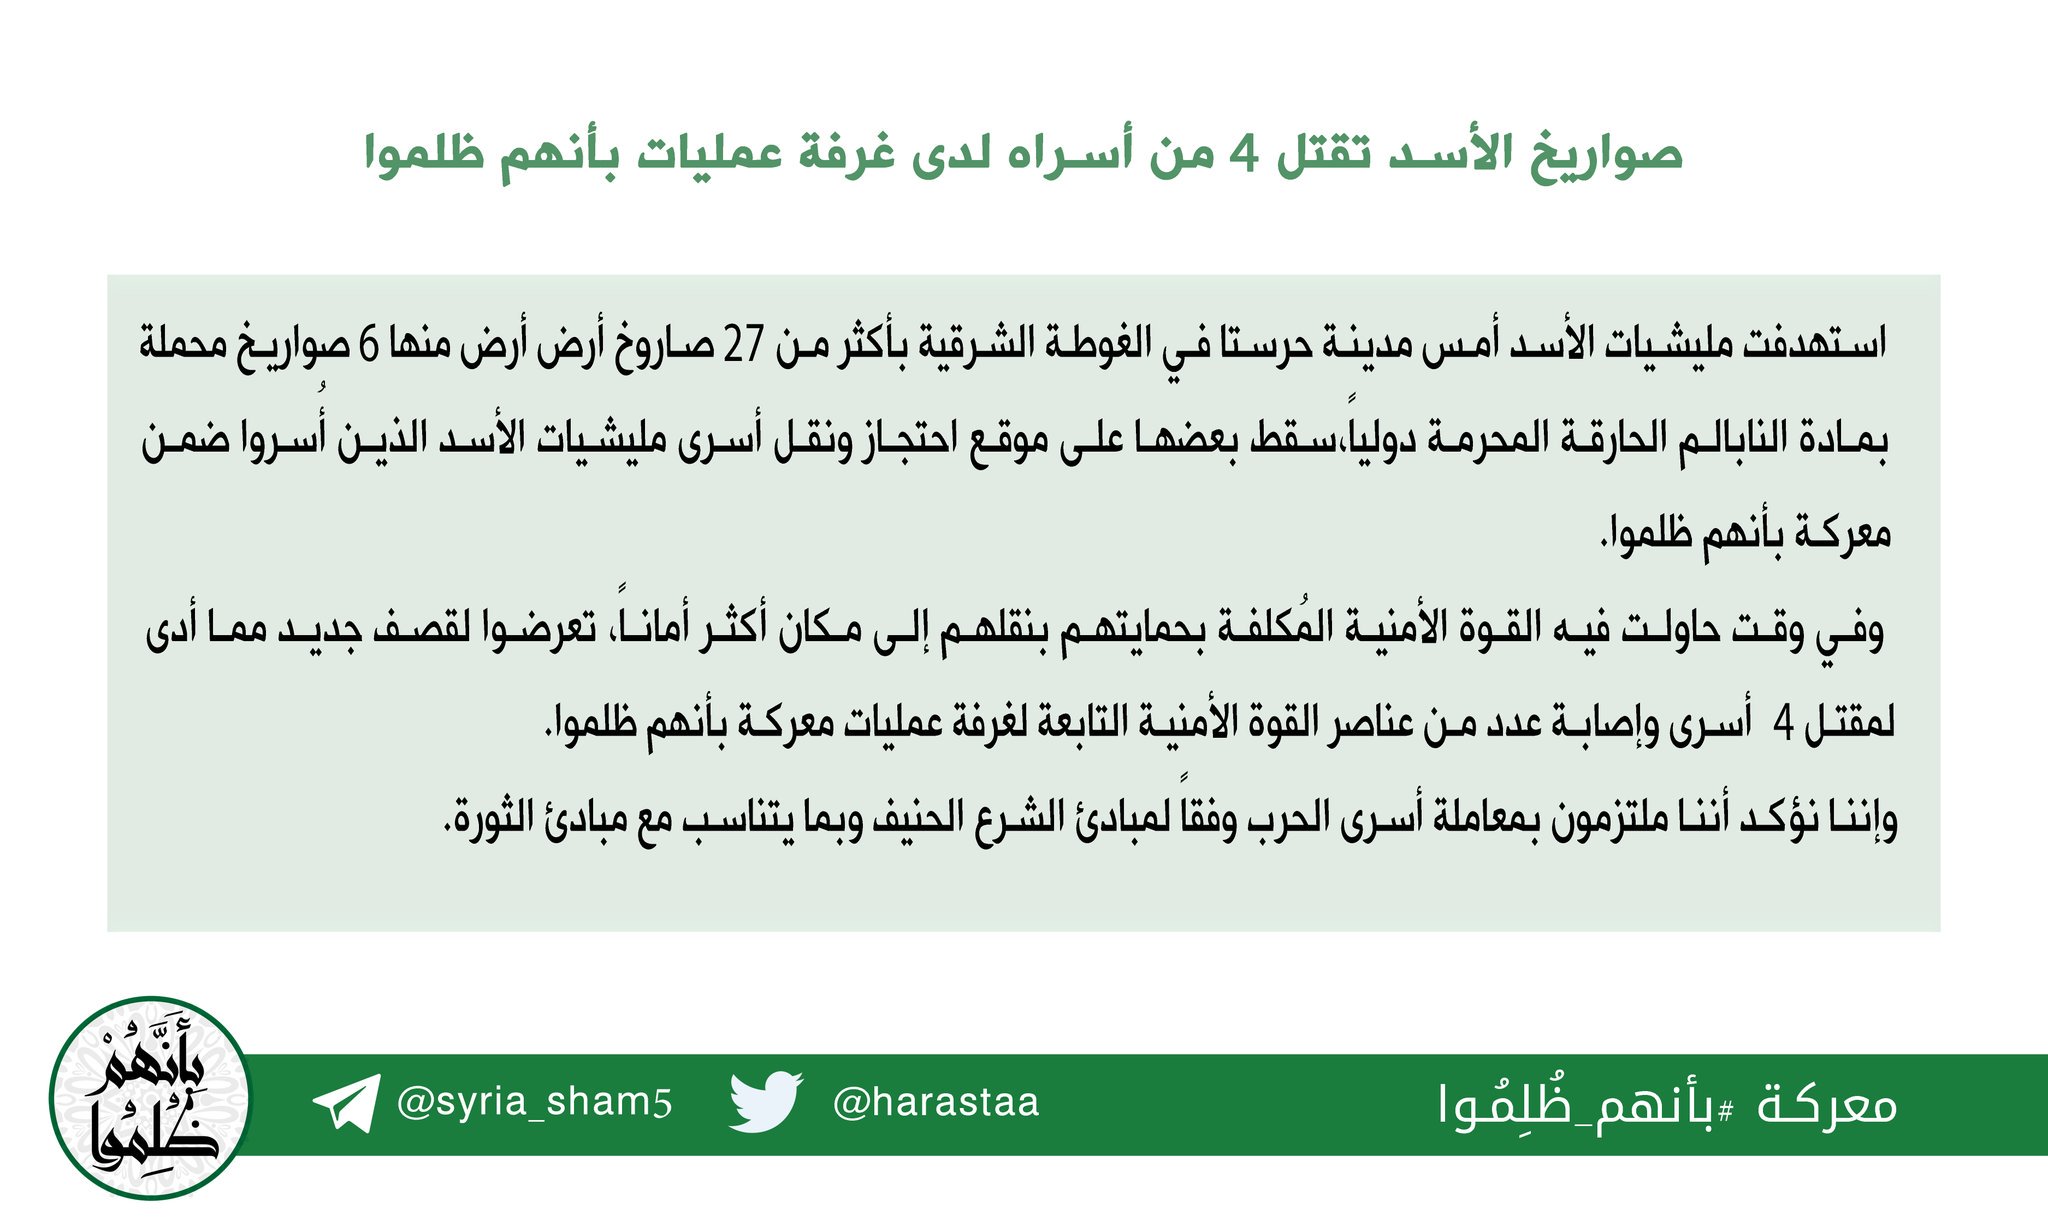 صواريخ الأسد تقتل 4 من أسراه لدى غرفة عمليات بأنهم ظلموا
استهدفت مليشيات الأسد أمس مدينة حرستا في الغوطة الشرقية بأكثر من 27 صاروخ أرض أرض منها 6 صواريخ محملة
بمادة النابالم الحارقة المحرمة دولياً،سقط بعضها على موقع احتجاز ونقل أسرى مليشيات الأسد الذين أُسروا ضمن
معركة بأنهم ظلموا.
وفي وقت حاولت فيه القوة الأمنية المُكلفة بحمايتهم بنقلهم إلى مكان أكثر أماناً، تعرضوا لقصف جديد مما أدى
لمقتل 4 أسرى وإصابة عدد من عناصر القوة الأمنية التابعة لغرفة عمليات معركة بأنهم ظلموا.
وإننا نؤكد أننا ملتزمون بمعاملة أسرى الحرب وفقاً لمبادئ الشرع الحنيف وبما يتناسب مع مبادئ الثورة.
معركة #بأنهم_ظُلِمُوا
@harastaa
@syria_sham5
بِأَنَّهُمْ
ظُلِمُوا